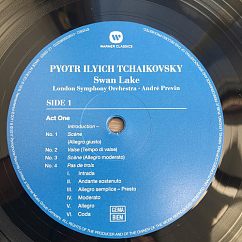 WARNER CLASSICS
PYOTR ILYICH TCHAIKOVSKY
Swan Lake
London Symphony Orchestra · André Previn
SIDE 1
Act One
Introduction –
No. 1 Scène
(Allegro giusto)
No. 2 Valse (Tempo di valse)
No. 3 Scène (Allegro moderato)
No. 4 Pas de trois
I. Intrada
II. Andante sostenuto
III. Allegro semplice – Presto
IV. Moderato
V. Allegro
VI. Coda
GEMA
BIEM